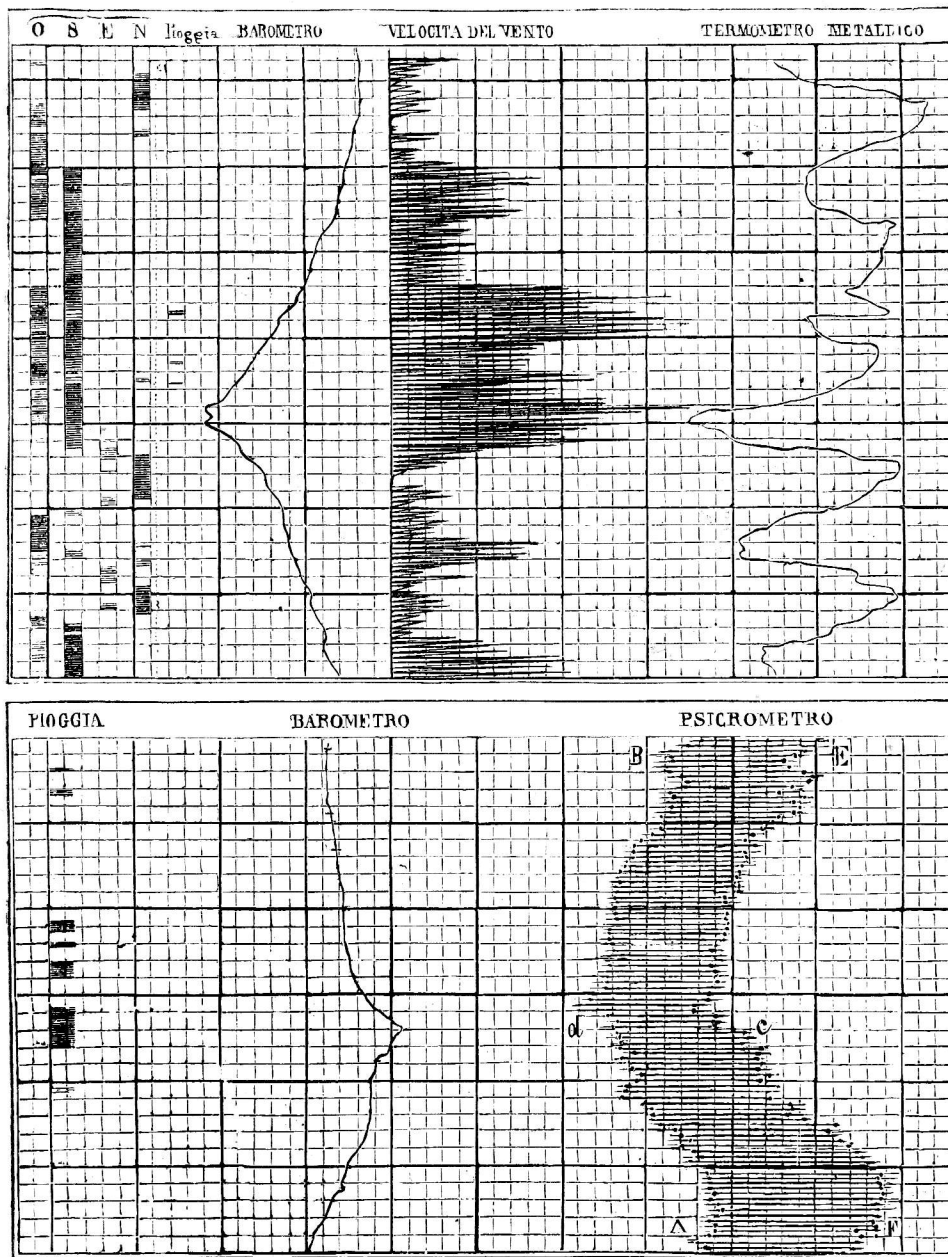 O S E N Pioggia BAROMETRO VELOCITA DEL VENTO TERMOMETRO METALLICO
PIOGGIA BAROMETRO PSICROMETRO
B E
d c
A F